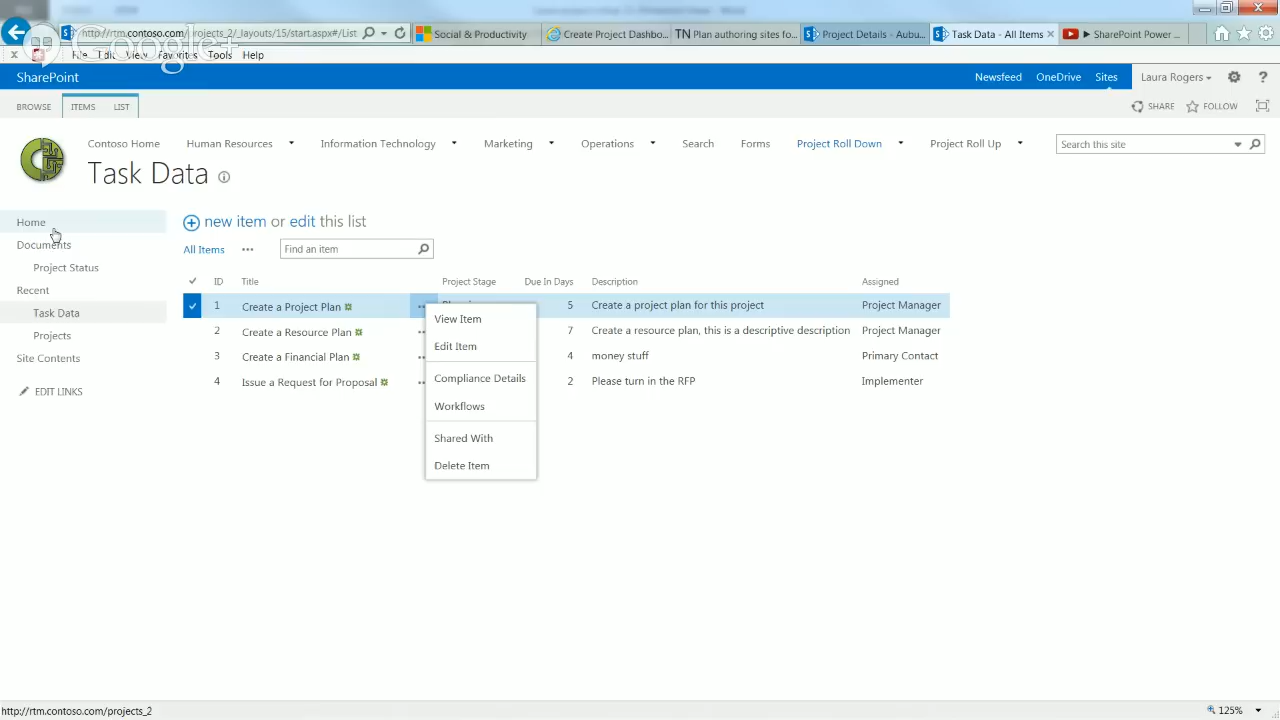 Google+
http://rtm.contoso.com/projects_2/_layouts/15/start.aspx#/List
Social & Productivity
Create Project Dashbo...
TN Plan authoring sites fo...
Project Details - Aubu...
Task Data - All Items
► SharePoint Power ...
File Edit View Favorites Tools Help
SharePoint
Newsfeed OneDrive Sites
Laura Rogers
?
BROWSE ITEMS LIST
SHARE FOLLOW
Contoso Home Human Resources Information Technology Marketing Operations Search Forms Project Roll Down Project Roll Up
Search this site
Task Data
Home
Documents
Project Status
Recent
Task Data
Projects
Site Contents
EDIT LINKS
new item or edit this list
All Items ... Find an item
ID Title Project Stage Due In Days Description Assigned
1 Create a Project Plan 5 Create a project plan for this project Project Manager
2 Create a Resource Plan 7 Create a resource plan, this is a descriptive description Project Manager
3 Create a Financial Plan 4 money stuff Primary Contact
4 Issue a Request for Proposal 2 Please turn in the RFP Implementer
View Item
Edit Item
Compliance Details
Workflows
Shared With
Delete Item
http://rtm.contoso.com/projects_2
125%